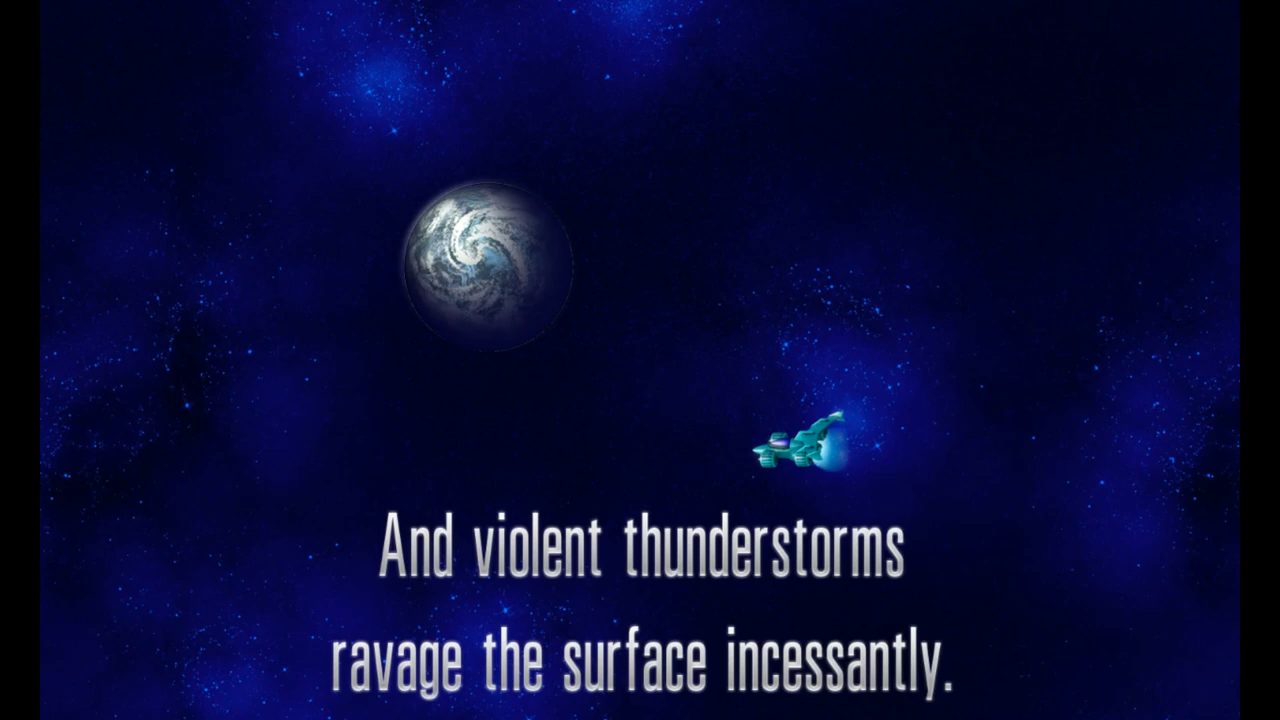 And violent thunderstorms
ravage the surface incessantly.